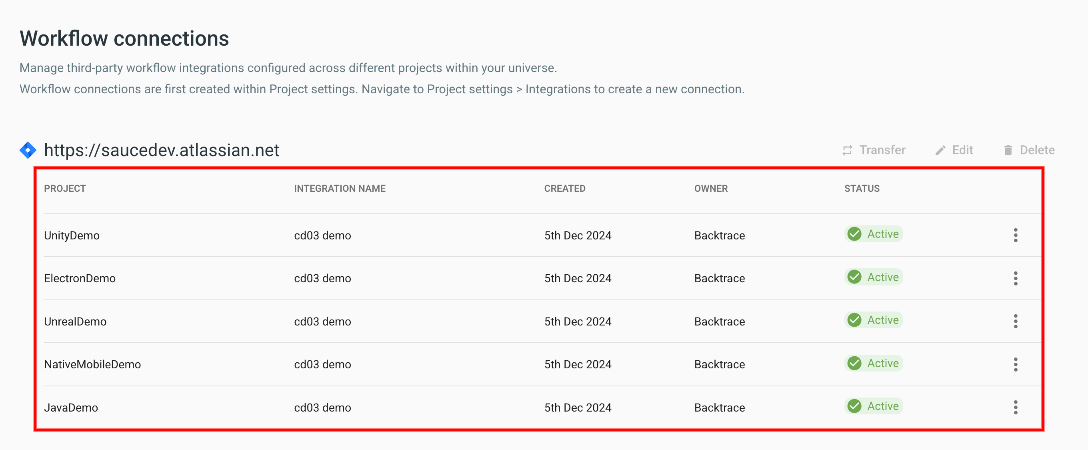 Workflow connections
Manage third-party workflow integrations configured across different projects within your universe.
Workflow connections are first created within Project settings. Navigate to Project settings > Integrations to create a new connection.
https://saucedev.atlassian.net Transfer Edit Delete
PROJECT INTEGRATION NAME CREATED OWNER STATUS
UnityDemo cd03 demo 5th Dec 2024 Backtrace Active
ElectronDemo cd03 demo 5th Dec 2024 Backtrace Active
UnrealDemo cd03 demo 5th Dec 2024 Backtrace Active
NativeMobileDemo cd03 demo 5th Dec 2024 Backtrace Active
JavaDemo cd03 demo 5th Dec 2024 Backtrace Active